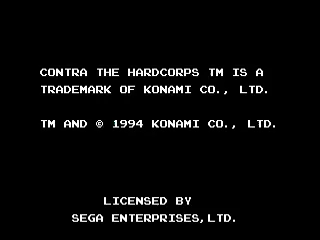 CONTRA THE HARDCORPS TM IS A
TRADEMARK OF KONAMI CO., LTD.
TM AND © 1994 KONAMI CO., LTD.
LICENSED BY
SEGA ENTERPRISES,LTD.